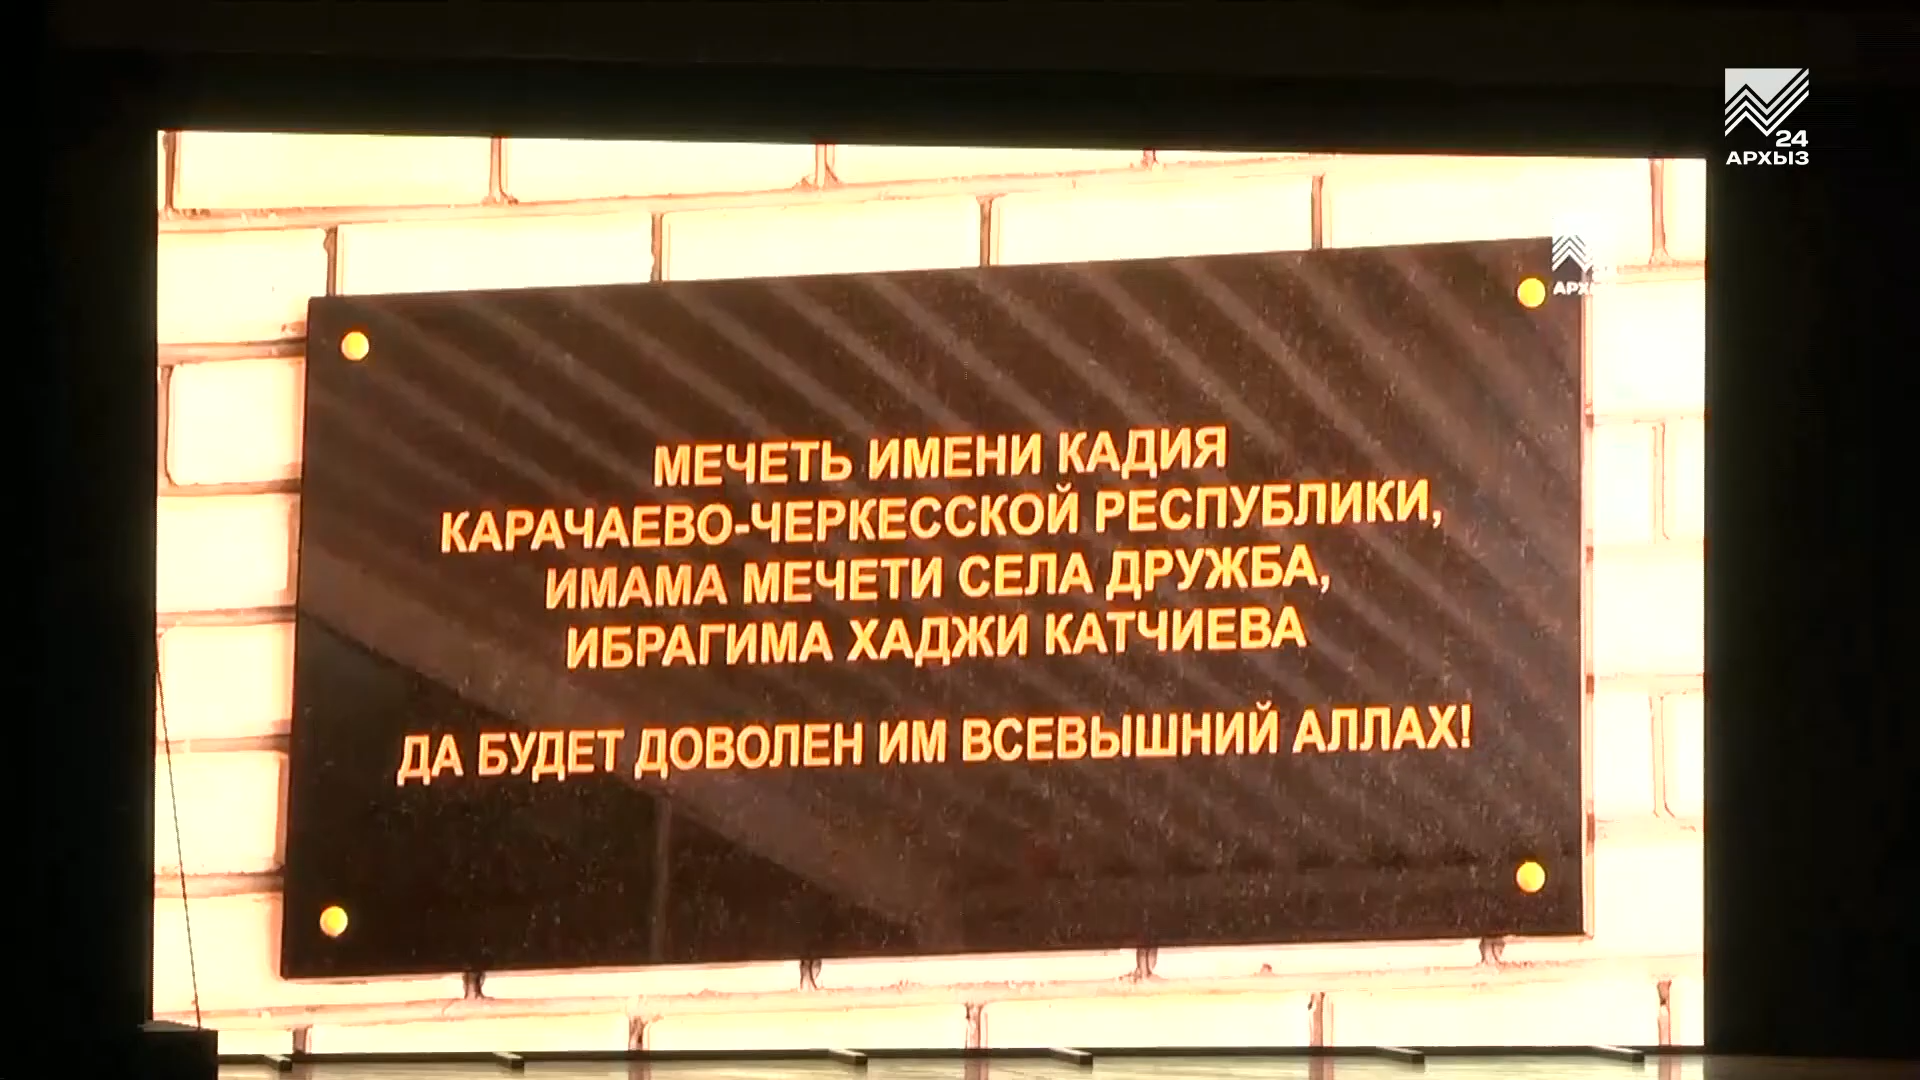 24
АРХЫЗ
МЕЧЕТЬ ИМЕНИ КАДИЯ
КАРАЧАЕВО-ЧЕРКЕССКОЙ РЕСПУБЛИКИ,
ИМАМА МЕЧЕТИ СЕЛА ДРУЖБА,
ИБРАГИМА ХАДЖИ КАТЧИЕВА
ДА БУДЕТ ДОВОЛЕН ИМ ВСЕВЫШНИЙ АЛЛАХ!